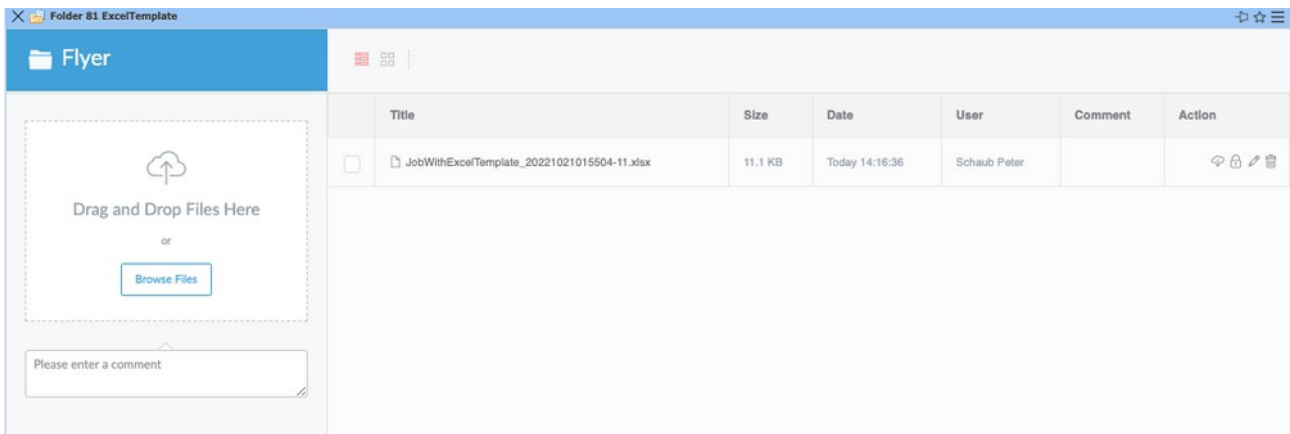 Folder 81 ExcelTemplate
Flyer
Drag and Drop Files Here
or
Browse Files
Please enter a comment
Title Size Date User Comment Action
JobWithExcelTemplate_20221021015504-11.xlsx 11.1 KB Today 14:16:36 Schaub Peter